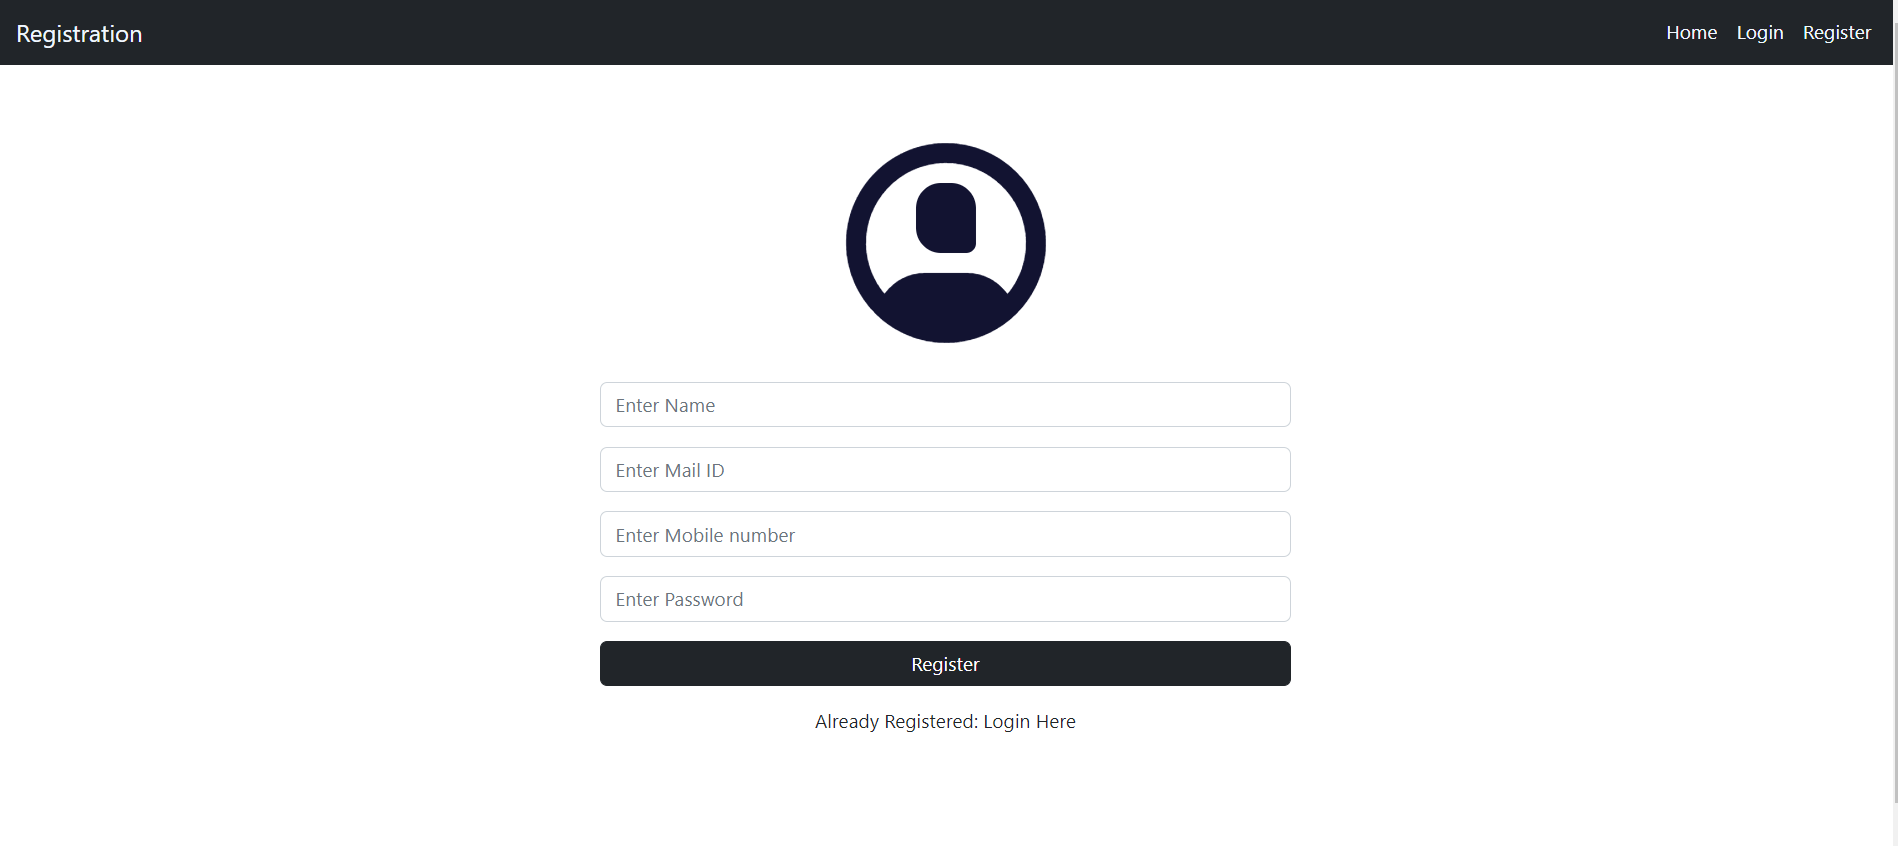 Registration
Home Login Register
Enter Name
Enter Mail ID
Enter Mobile number
Enter Password
Register
Already Registered: Login Here